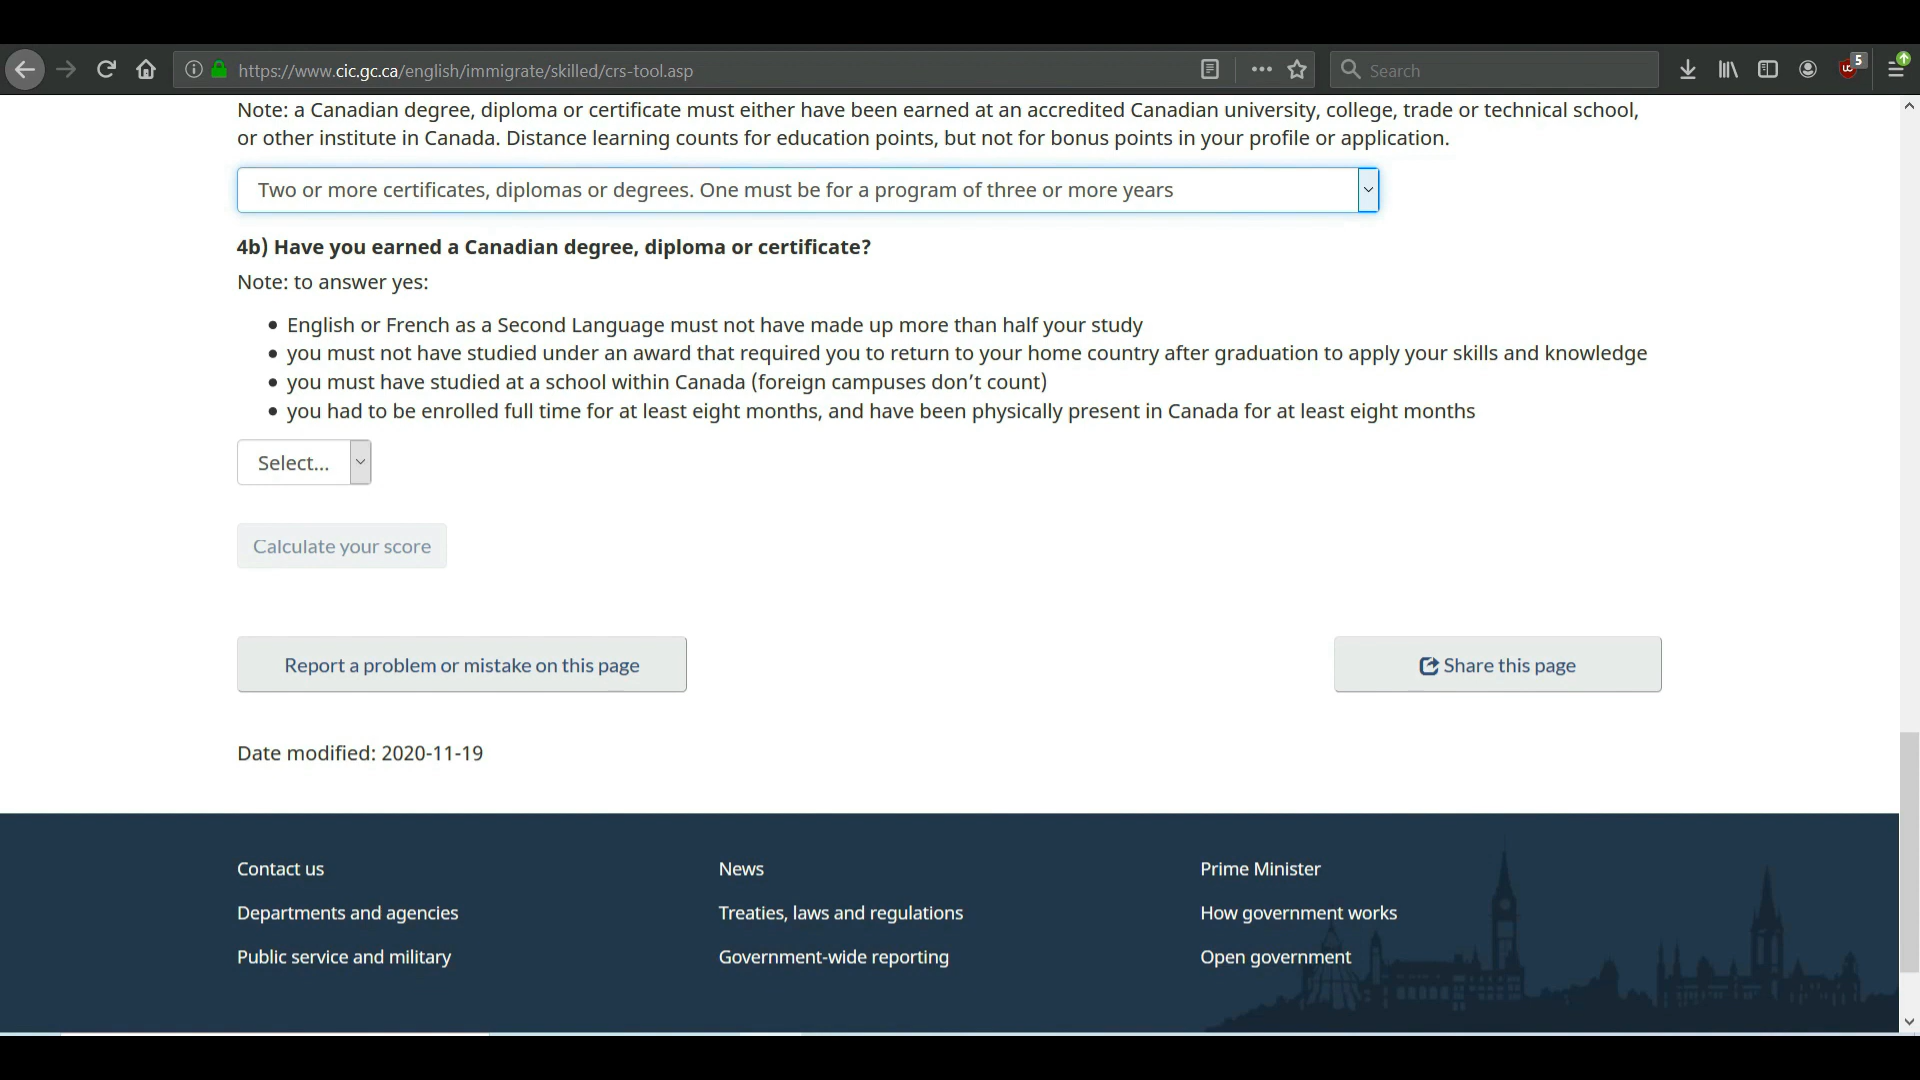 https://www.cic.gc.ca/english/immigrate/skilled/crs-tool.asp
Search
5
Note: a Canadian degree, diploma or certificate must either have been earned at an accredited Canadian university, college, trade or technical school,
or other institute in Canada. Distance learning counts for education points, but not for bonus points in your profile or application.
Two or more certificates, diplomas or degrees. One must be for a program of three or more years
4b) Have you earned a Canadian degree, diploma or certificate?
Note: to answer yes:
English or French as a Second Language must not have made up more than half your study
you must not have studied under an award that required you to return to your home country after graduation to apply your skills and knowledge
you must have studied at a school within Canada (foreign campuses don’t count)
you had to be enrolled full time for at least eight months, and have been physically present in Canada for at least eight months
Select...
Calculate your score
Report a problem or mistake on this page
Share this page
Date modified: 2020-11-19
Contact us
News
Prime Minister
Departments and agencies
Treaties, laws and regulations
How government works
Public service and military
Government-wide reporting
Open government